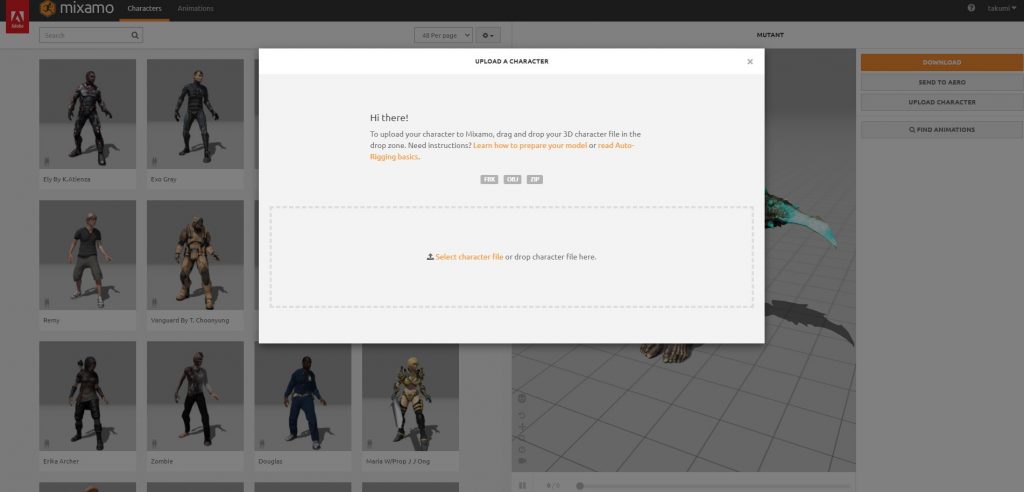 Adobe
mixamo
Characters
Animations
takumi
Search
48 Per page
MUTANT
UPLOAD A CHARACTER
Hi there!
To upload your character to Mixamo, drag and drop your 3D character file in the
drop zone. Need instructions? Learn how to prepare your model or read Auto-
Rigging basics.
FBX OBJ ZIP
Select character file or drop character file here.
DOWNLOAD
SEND TO AERO
UPLOAD CHARACTER
FIND ANIMATIONS
Ely By K.Atienza
Exo Gray
Remy
Vanguard By T. Choonyung
Erika Archer
Zombie
Douglas
Maria W/Prop J J Ong
0 / 0